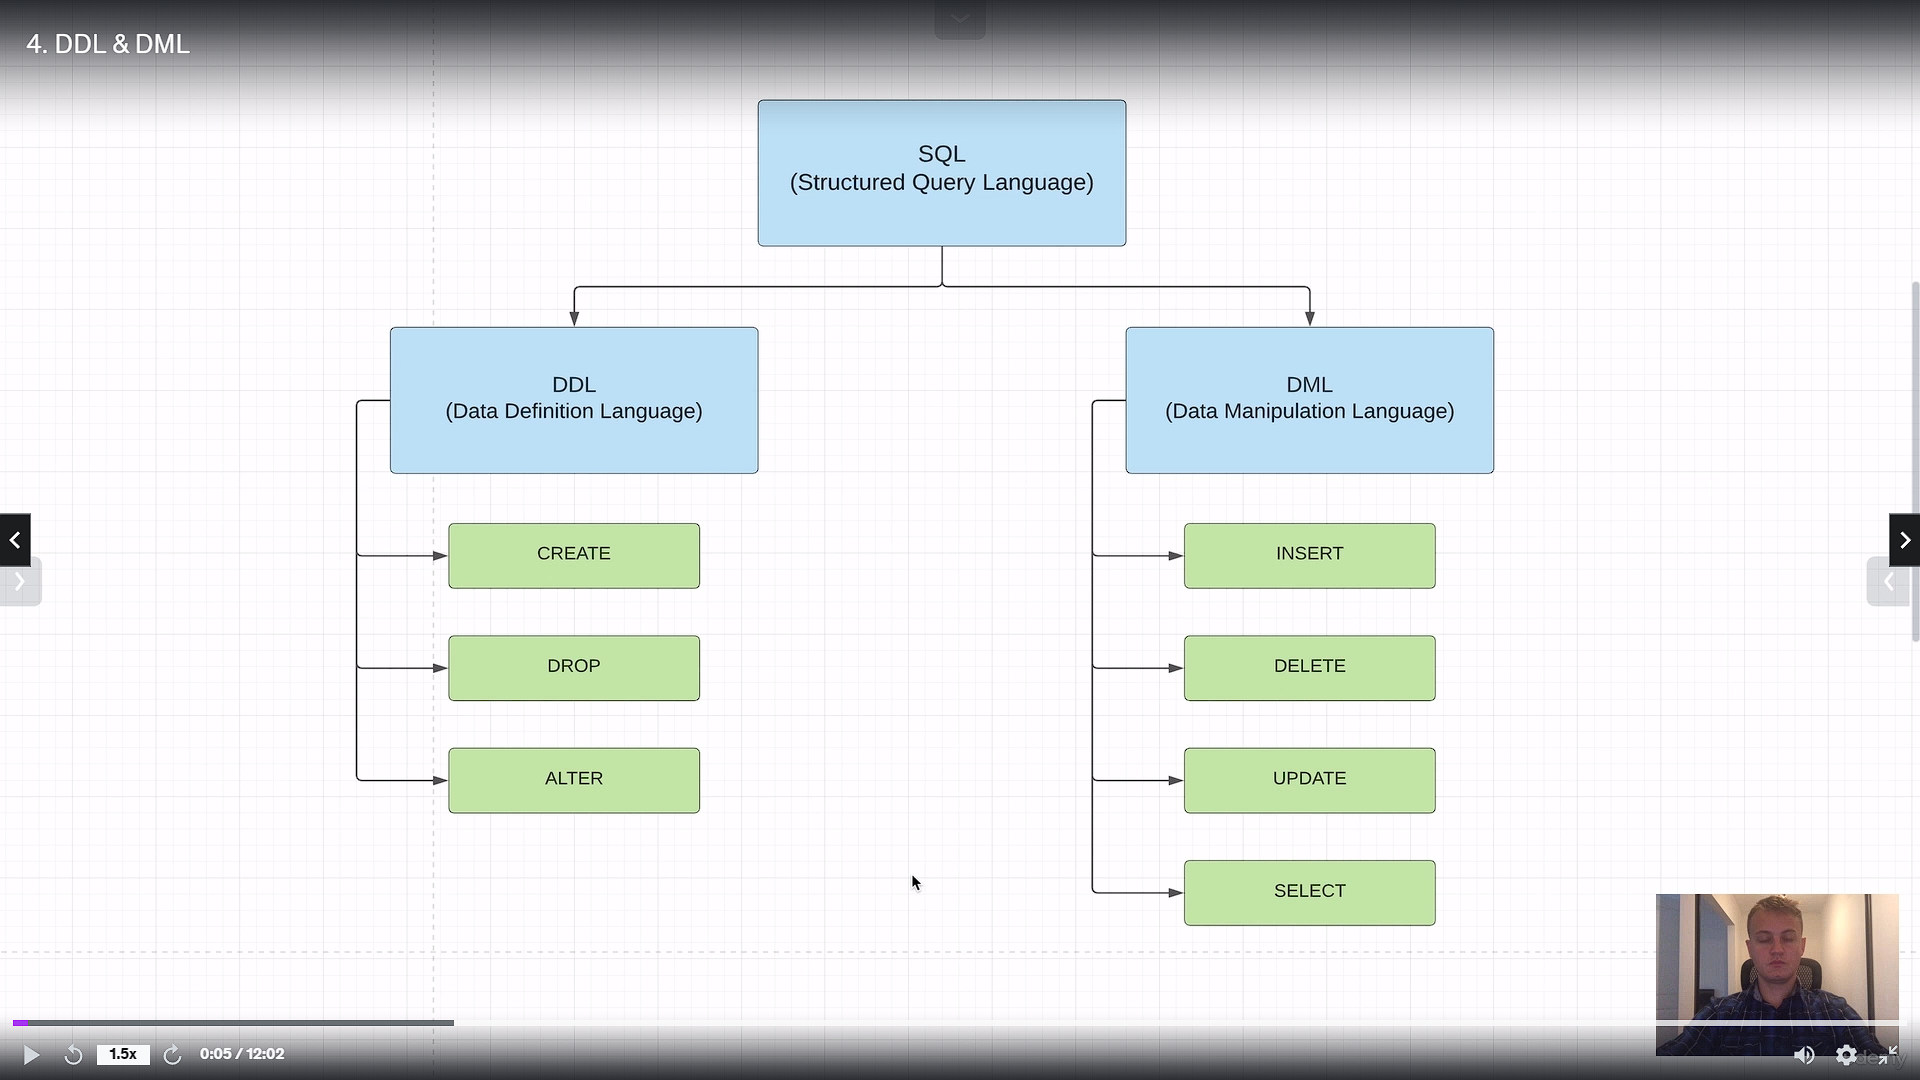 4. DDL & DML
SQL
(Structured Query Language)
DDL
(Data Definition Language)
DML
(Data Manipulation Language)
CREATE
DROP
ALTER
INSERT
DELETE
UPDATE
SELECT
1.5x
0:05 / 12:02